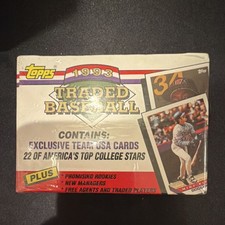 Topps
1993
TRADED
BASEBALL
CONTAINS:
EXCLUSIVE TEAM USA CARDS
22 OF AMERICA'S TOP COLLEGE STARS
PLUS
• PROMISING ROOKIES
• NEW MANAGERS
• FREE AGENTS AND TRADED PLAYERS